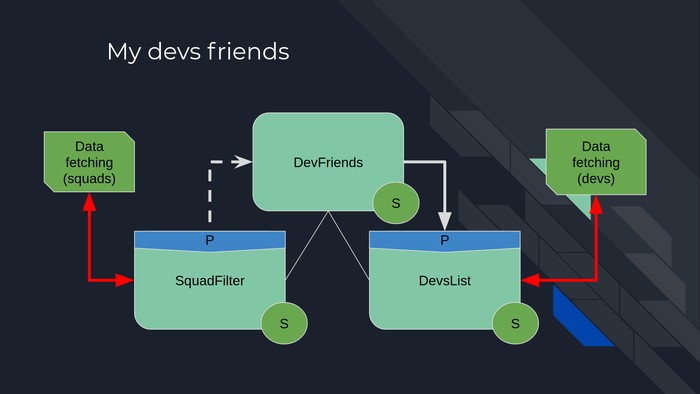 My devs friends
Data
fetching
(squads)
DevFriends
Data
fetching
(devs)
S
P
P
SquadFilter
DevsList
S
S